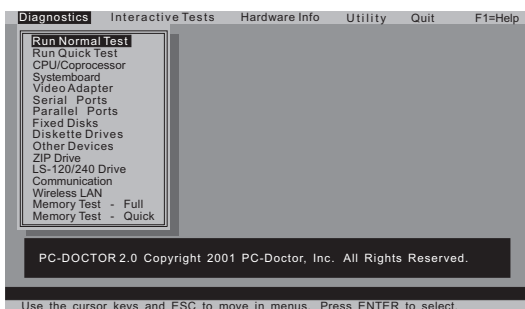 Diagnostics Interactive Tests Hardware Info Utility Quit F1=Help
Run Normal Test
Run Quick Test
CPU/Coprocessor
Systemboard
Video Adapter
Serial Ports
Parallel Ports
Fixed Disks
Diskette Drives
Other Devices
ZIP Drive
LS-120/240 Drive
Communication
Wireless LAN
Memory Test - Full
Memory Test - Quick
PC-DOCTOR 2.0 Copyright 2001 PC-Doctor, Inc. All Rights Reserved.
Use the cursor keys and ESC to move in menus. Press ENTER to select.